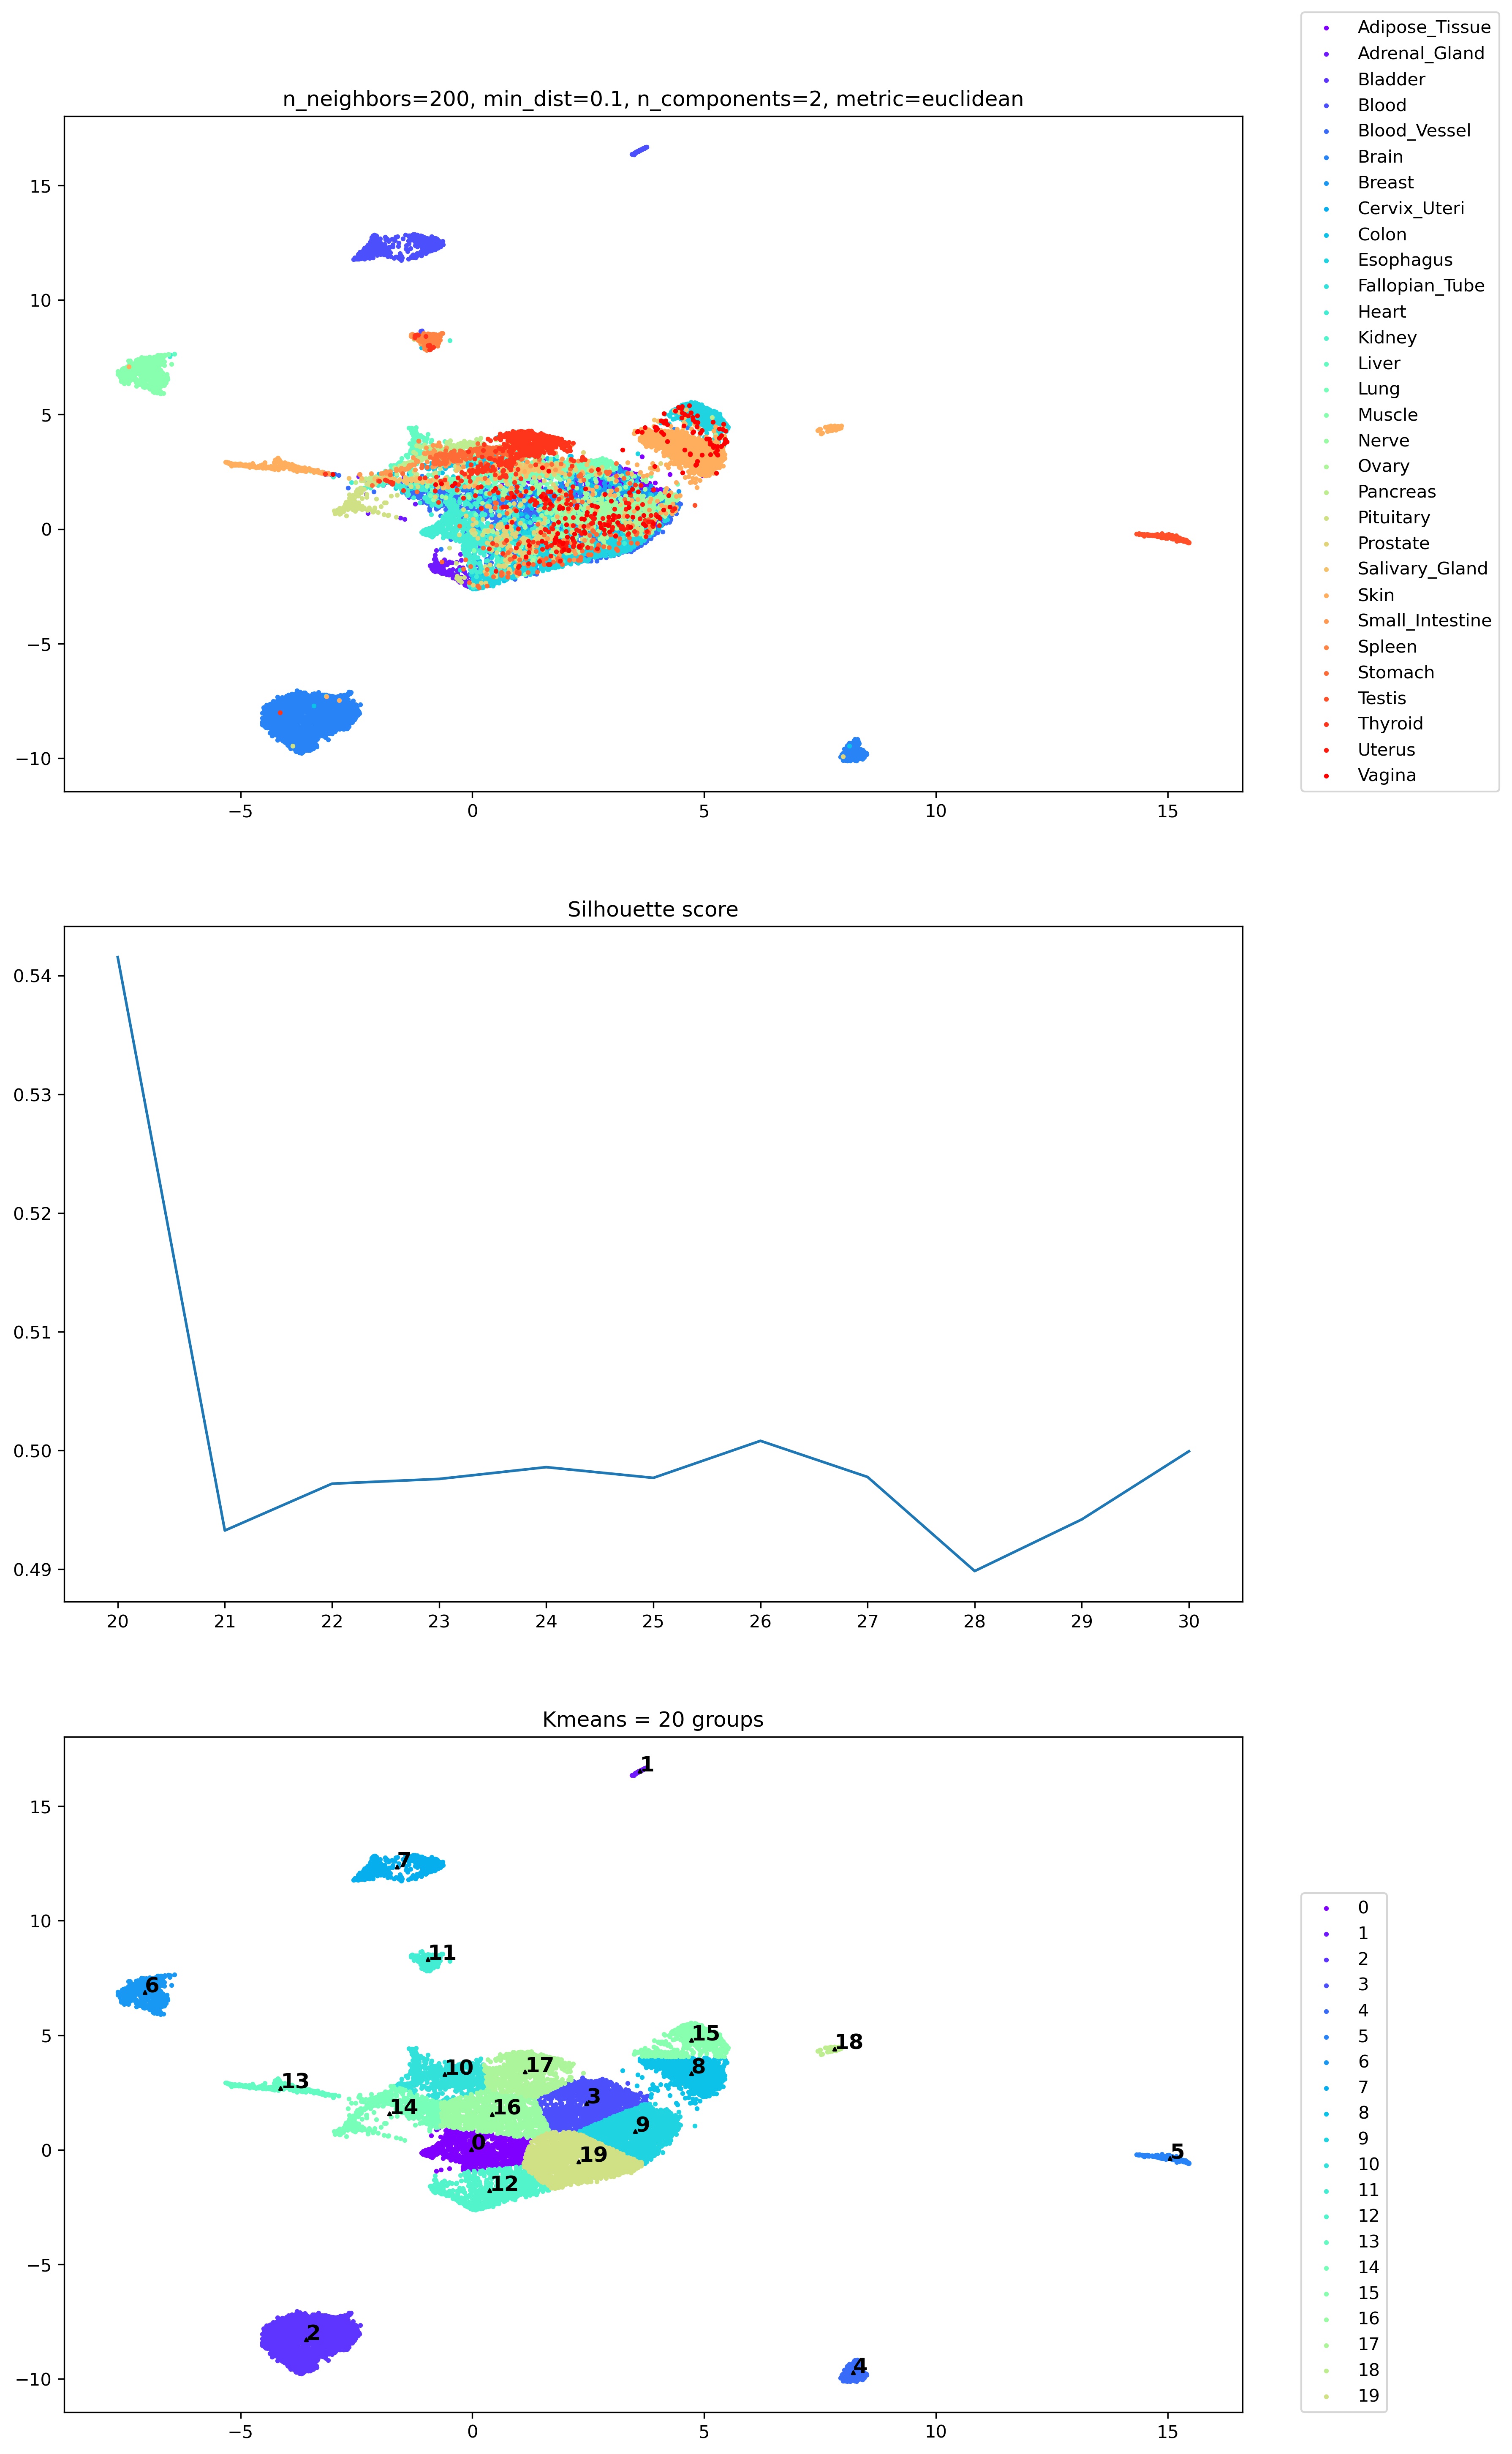 n_neighbors=200, min_dist=0.1, n_components=2, metric=euclidean
15
10
5
0
−5
−10
−5
0
5
10
15
Adipose_Tissue
Adrenal_Gland
Bladder
Blood
Blood_Vessel
Brain
Breast
Cervix_Uteri
Colon
Esophagus
Fallopian_Tube
Heart
Kidney
Liver
Lung
Muscle
Nerve
Ovary
Pancreas
Pituitary
Prostate
Salivary_Gland
Skin
Small_Intestine
Spleen
Stomach
Testis
Thyroid
Uterus
Vagina
Silhouette score
0.54
0.53
0.52
0.51
0.50
0.49
20
21
22
23
24
25
26
27
28
29
30
Kmeans = 20 groups
15
10
5
0
−5
−10
−5
0
5
10
15
1
7
11
6
15
18
8
17
10
13
3
14
16
9
0
19
12
5
2
4
0
1
2
3
4
5
6
7
8
9
10
11
12
13
14
15
16
17
18
19